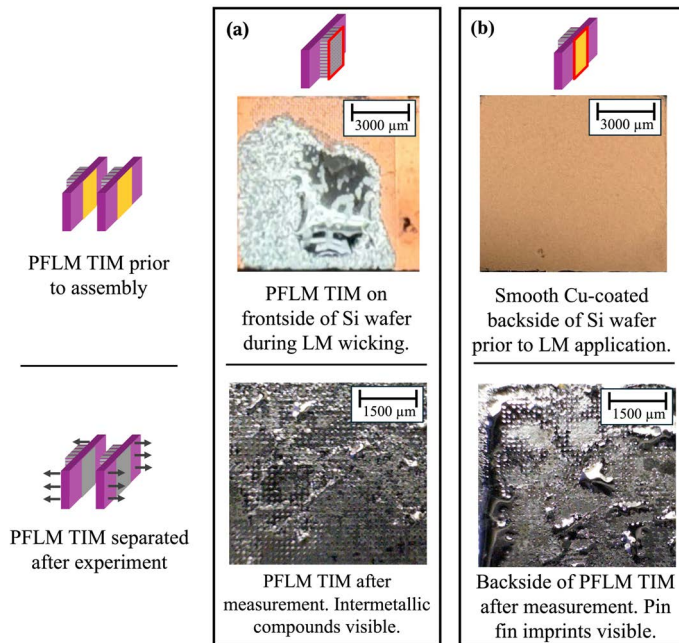 (a)
3000 µm
PFLM TIM on
frontside of Si wafer
during LM wicking.
(b)
3000 µm
Smooth Cu-coated
backside of Si wafer
prior to LM application.
PFLM TIM prior
to assembly
1500 µm
PFLM TIM after
measurement. Intermetallic
compounds visible.
1500 µm
Backside of PFLM TIM
after measurement. Pin
fin imprints visible.
PFLM TIM separated
after experiment